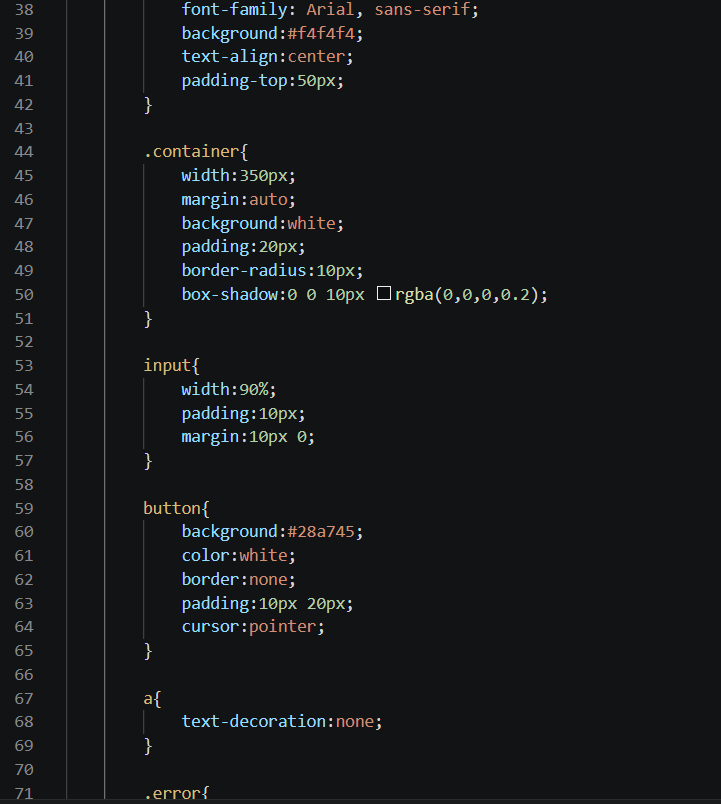 38 font-family: Arial, sans-serif;
39 background:#f4f4f4;
40 text-align:center;
41 padding-top:50px;
42 }
43
44 .container{
45 width:350px;
46 margin:auto;
47 background:white;
48 padding:20px;
49 border-radius:10px;
50 box-shadow:0 0 10px rgba(0,0,0,0.2);
51 }
52
53 input{
54 width:90%;
55 padding:10px;
56 margin:10px 0;
57 }
58
59 button{
60 background:#28a745;
61 color:white;
62 border:none;
63 padding:10px 20px;
64 cursor:pointer;
65 }
66
67 a{
68 text-decoration:none;
69 }
70
71 .error{